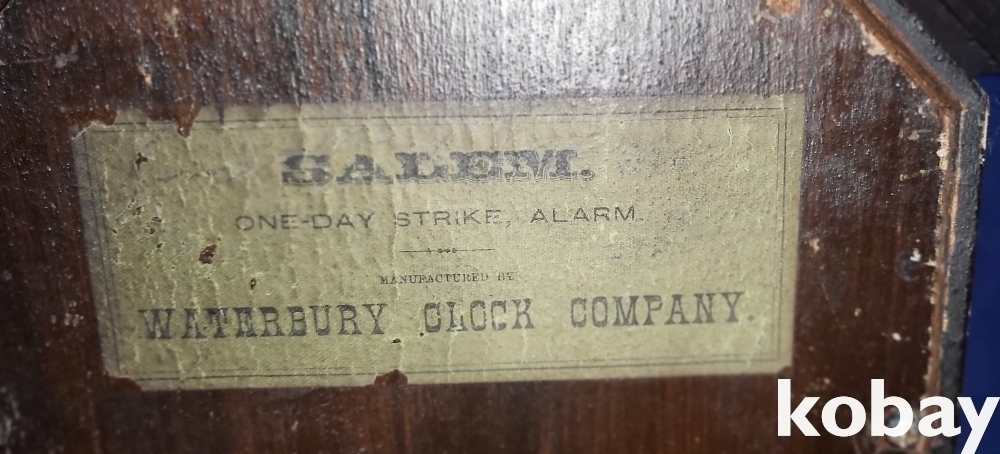 SALEM.
ONE-DAY STRIKE, ALARM.
MANUFACTURED BY
WATERBURY CLOCK COMPANY.
kobay